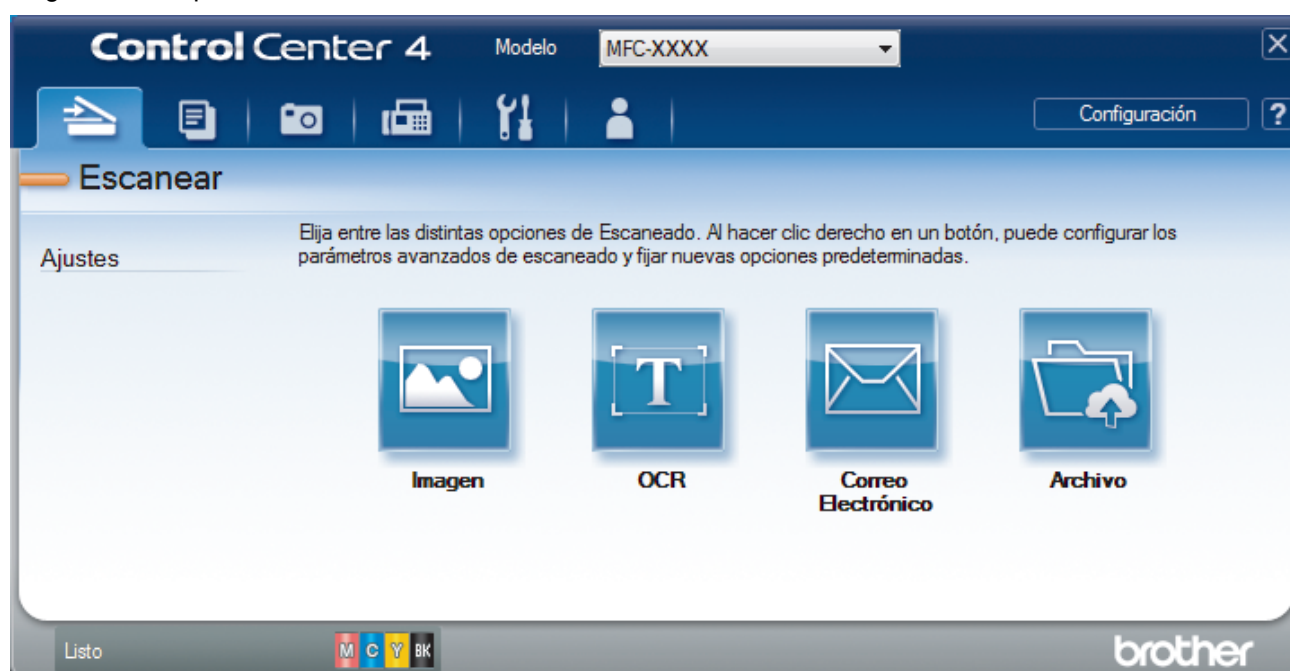 Control Center 4 Modelo MFC-XXXX
Configuración ?
Escanear
Ajustes
Elija entre las distintas opciones de Escaneado. Al hacer clic derecho en un botón, puede configurar los
parámetros avanzados de escaneado y fijar nuevas opciones predeterminadas.
T
Imagen OCR Correo Archivo
Electrónico
Listo M C Y BK brother